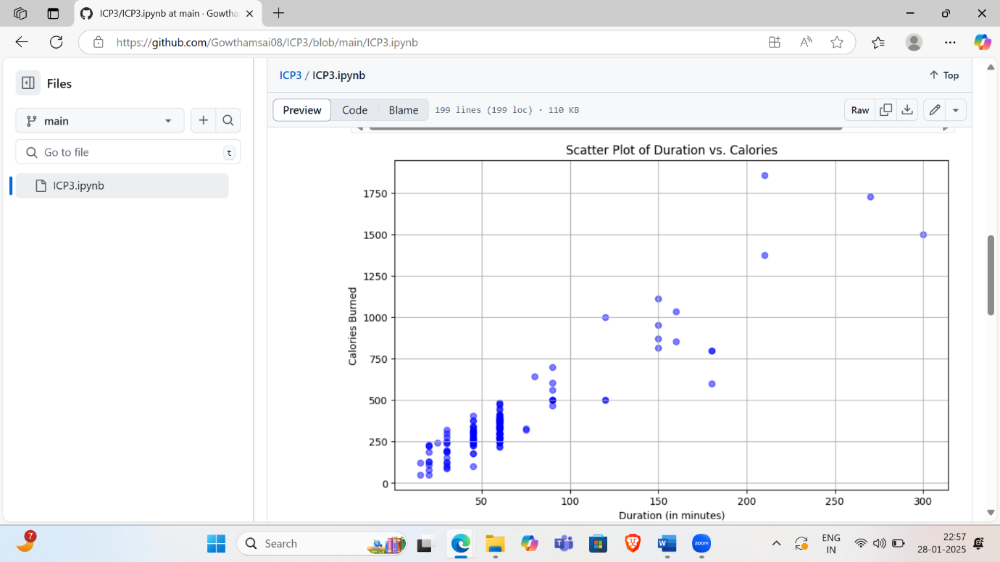 ICP3/ICP3.ipynb at main · Gowtha
https://github.com/Gowthamsai08/ICP3/blob/main/ICP3.ipynb
Files
ICP3 / ICP3.ipynb
Top
main
Preview Code Blame 199 lines (199 loc) · 110 KB
Raw
Go to file
t
ICP3.ipynb
Scatter Plot of Duration vs. Calories
Calories Burned
1750
1500
1250
1000
750
500
250
0
50 100 150 200 250 300
Duration (in minutes)
7
Search
zoom
ENG
IN
22:57
28-01-2025